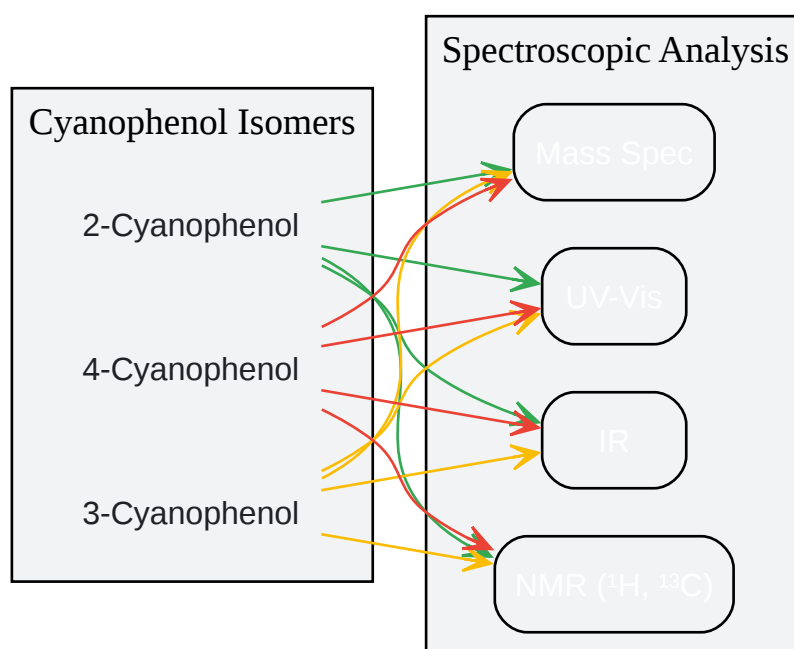 Spectroscopic Analysis
Cyanophenol Isomers
Mass Spec
2-Cyanophenol
UV-Vis
4-Cyanophenol
IR
3-Cyanophenol
NMR (¹H, ¹³C)